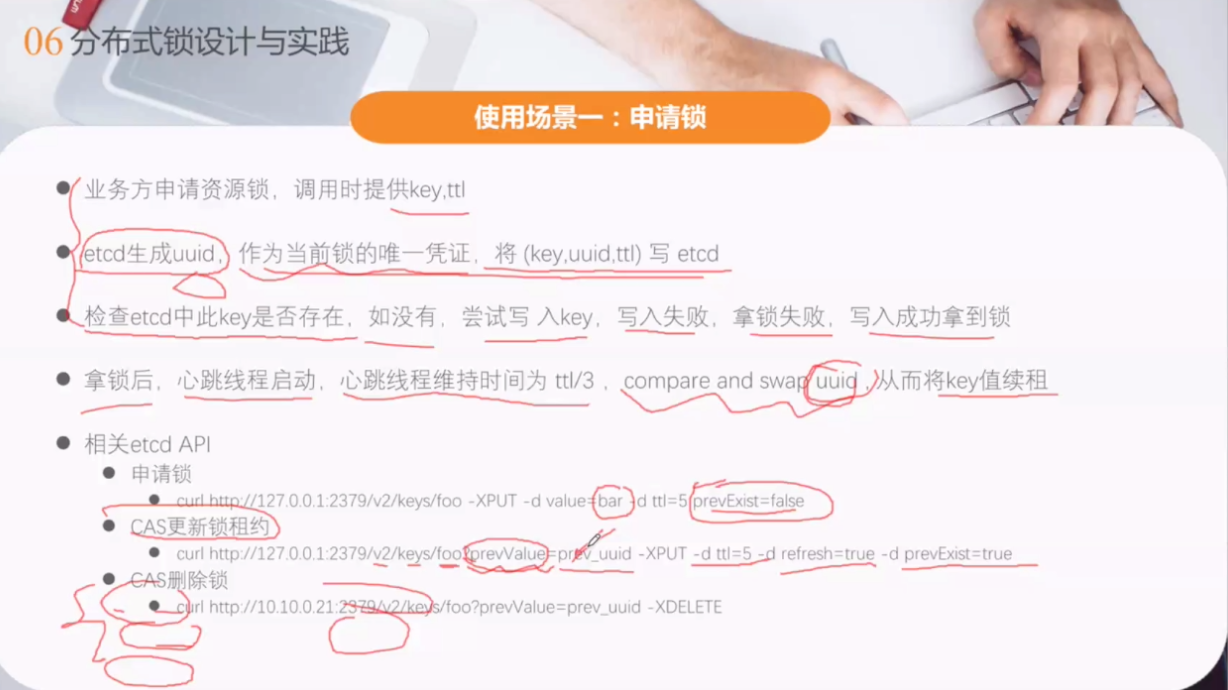 06 分布式锁设计与实践
使用场景一：申请锁
业务方申请资源锁，调用时提供key,ttl
etcd生成uuid，作为当前锁的唯一凭证，将 (key,uuid,ttl) 写 etcd
检查etcd中此key是否存在，如没有，尝试写 入key，写入失败，拿锁失败，写入成功拿到锁
拿锁后，心跳线程启动，心跳线程维持时间为 ttl/3 ，compare and swap uuid ，从而将key值续租
相关etcd API
申请锁
curl http://127.0.0.1:2379/v2/keys/foo -XPUT -d value=bar -d ttl=5 prevExist=false
CAS更新锁租约
curl http://127.0.0.1:2379/v2/keys/foo?prevValue=prev_uuid -XPUT -d ttl=5 -d refresh=true -d prevExist=true
CAS删除锁
curl http://10.10.0.21:2379/v2/keys/foo?prevValue=prev_uuid -XDELETE